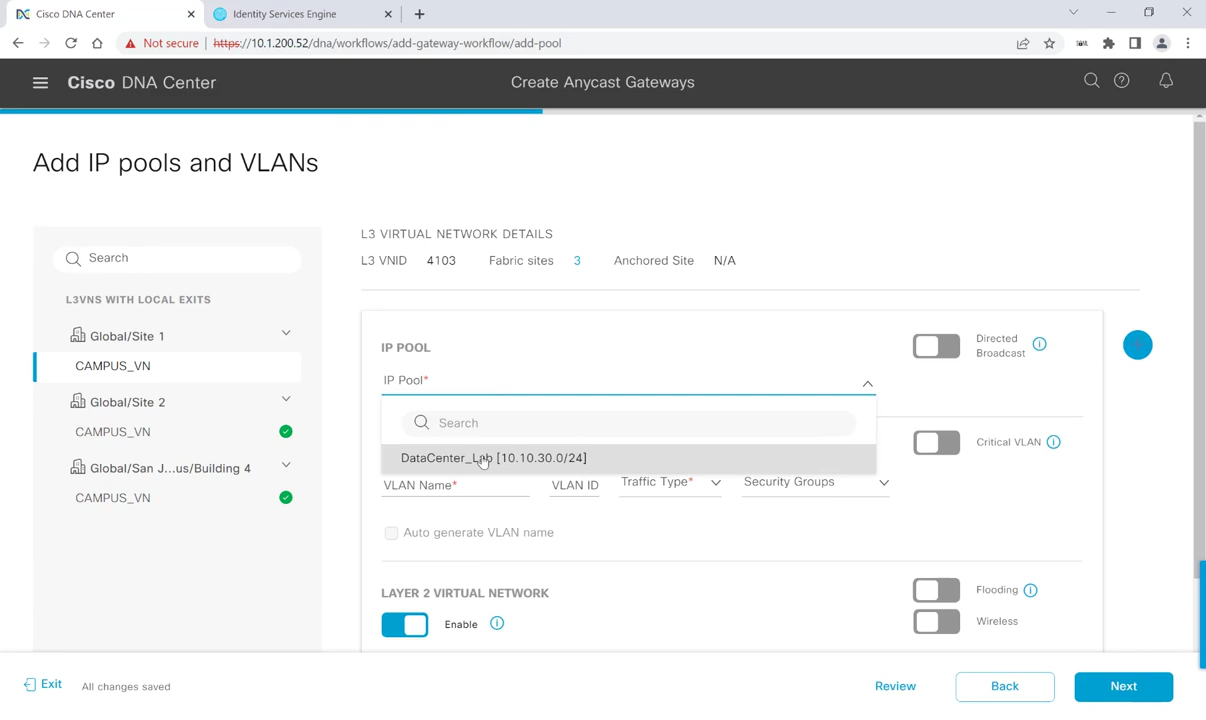 Cisco DNA Center
Identity Services Engine
Not secure
https://10.1.200.52/dna/workflows/add-gateway-workflow/add-pool
Cisco DNA Center
Create Anycast Gateways
Add IP pools and VLANs
Search
L3VNS WITH LOCAL EXITS
Global/Site 1
CAMPUS_VN
Global/Site 2
CAMPUS_VN
Global/San J...us/Building 4
CAMPUS_VN
L3 VIRTUAL NETWORK DETAILS
L3 VNID 4103 Fabric sites 3 Anchored Site N/A
IP POOL
Directed
Broadcast
IP Pool*
Search
DataCenter_Lab [10.10.30.0/24]
Critical VLAN
VLAN Name* VLAN ID Traffic Type* Security Groups
Auto generate VLAN name
LAYER 2 VIRTUAL NETWORK
Flooding
Enable
Wireless
Exit All changes saved
Review Back Next